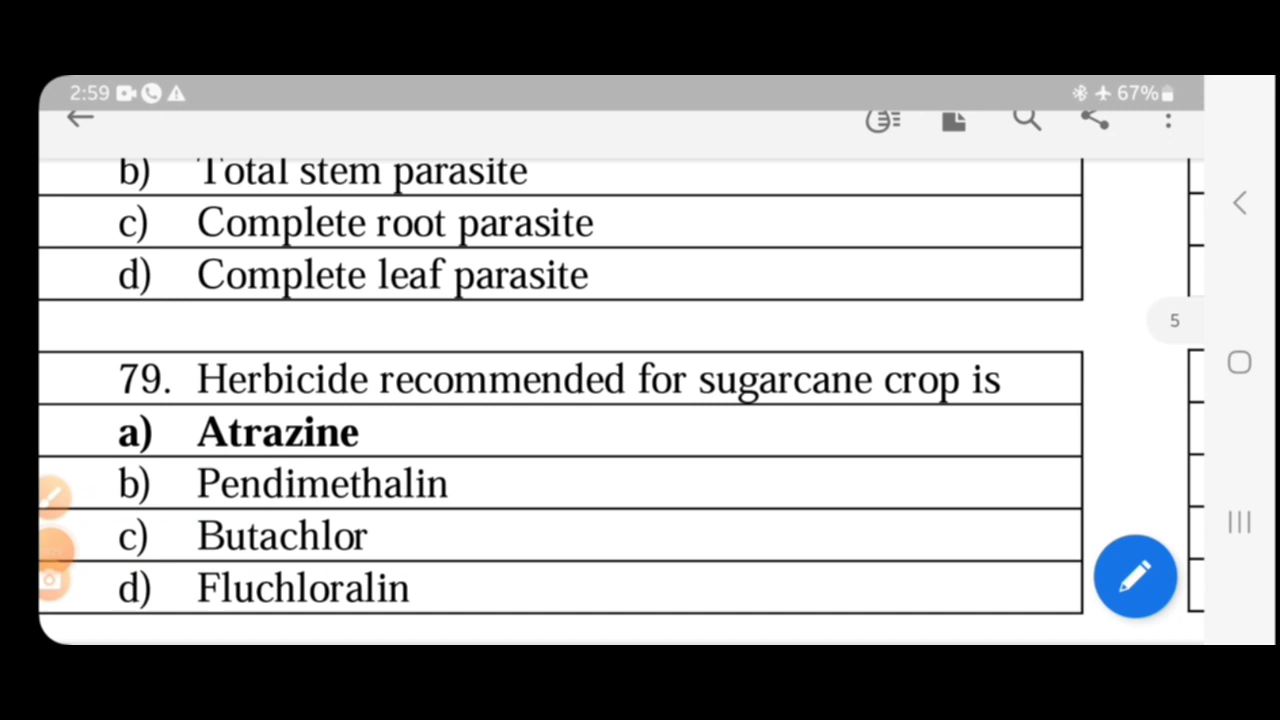 2:59
67%
b) Total stem parasite
c) Complete root parasite
d) Complete leaf parasite
5
79. Herbicide recommended for sugarcane crop is
a) Atrazine
b) Pendimethalin
c) Butachlor
d) Fluchloralin